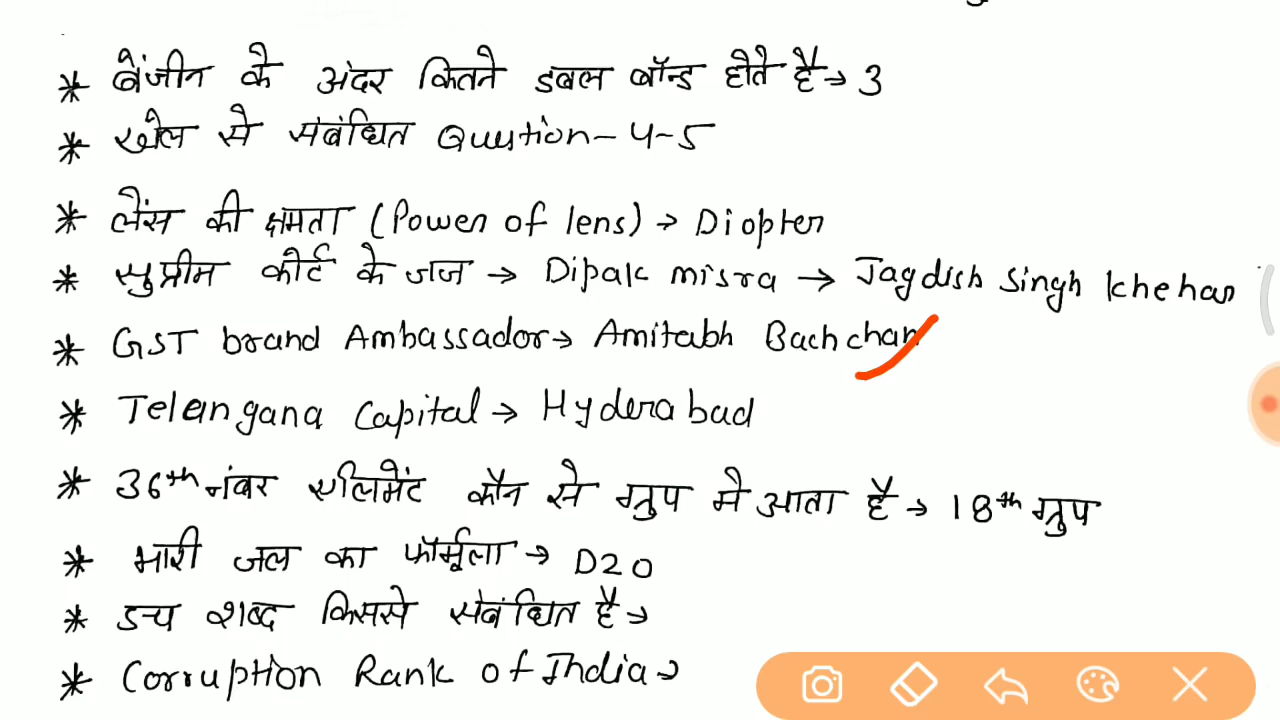 * बेंजीन के अंदर कितने डबल बॉन्ड होते है → 3
* खेल से संबंधित Question - 4-5
* लेंस की क्षमता (Power of lens) → Diopter
* सुप्रीम कोर्ट के जज → Dipak misra → Jagdish Singh Khehar
* GST brand Ambassador → Amitabh Bachchan
* Telangana Capital → Hyderabad
* 36th नंबर एलिमेंट कौन से ग्रुप मे आता है → 18th ग्रुप
* भारी जल का फॉर्मूला → D2O
* डच शब्द किससे संबंधित है →
* Corruption Rank of India →